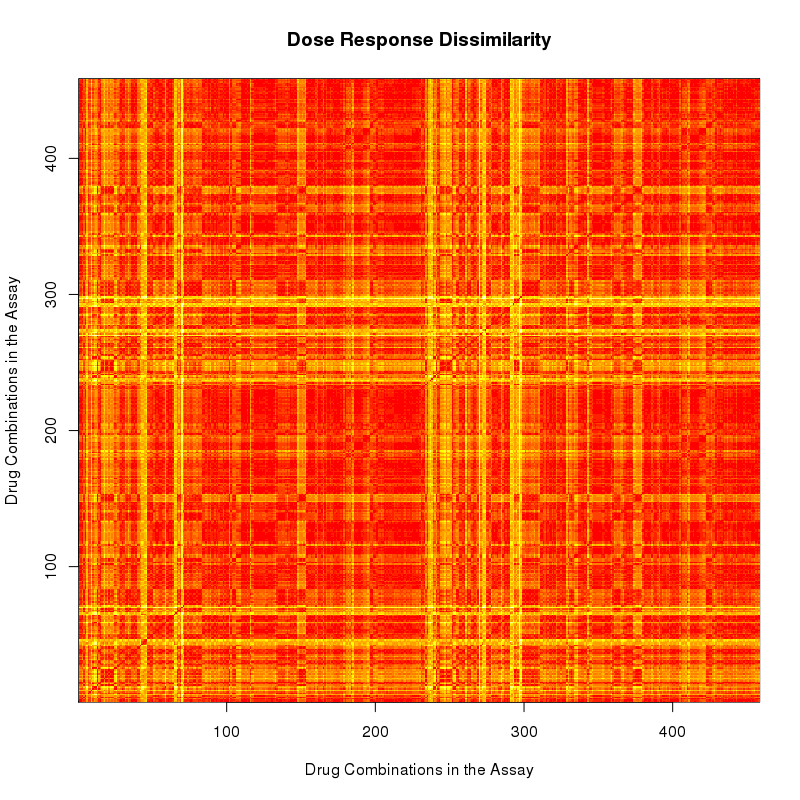 Dose Response Dissimilarity
Drug Combinations in the Assay
400
300
200
100
100 200 300 400
Drug Combinations in the Assay